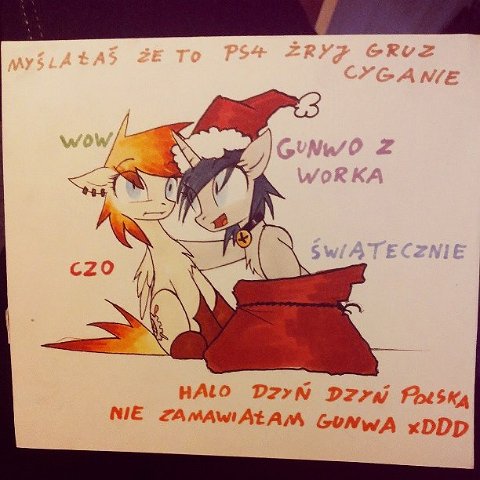 MYŚLAŁAŚ ŻE TO PS4 ŻRYJ GRUZ
CYGANIE
WOW
GUNWO Z
WORKA
CZO
ŚWIĄTECZNIE
HALO DZYŃ DZYŃ POLSKA
NIE ZAMAWIAŁAM GUNWA xDDD